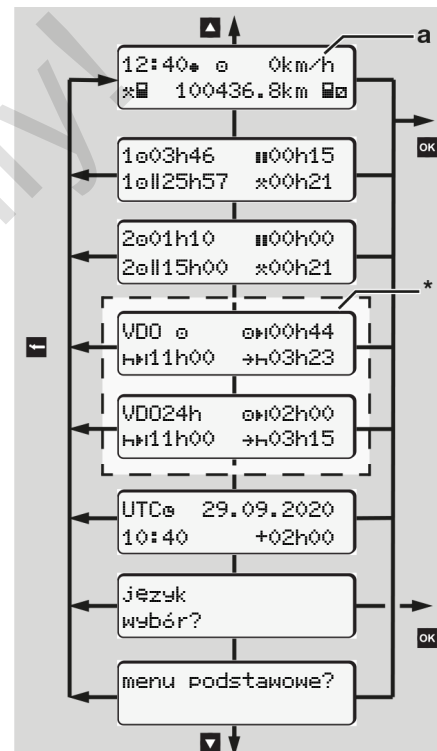 a
12:40 0km/h
100436.8km
OK
1 03h46 00h15
1 25h57 00h21
2 01h10 00h00
2 15h00 00h21
*
VDO 00h44
11h00 03h23
VDO24h 02h00
11h00 03h15
UTC 29.09.2020
10:40 +02h00
język
wybór?
OK
menu podstawowe?